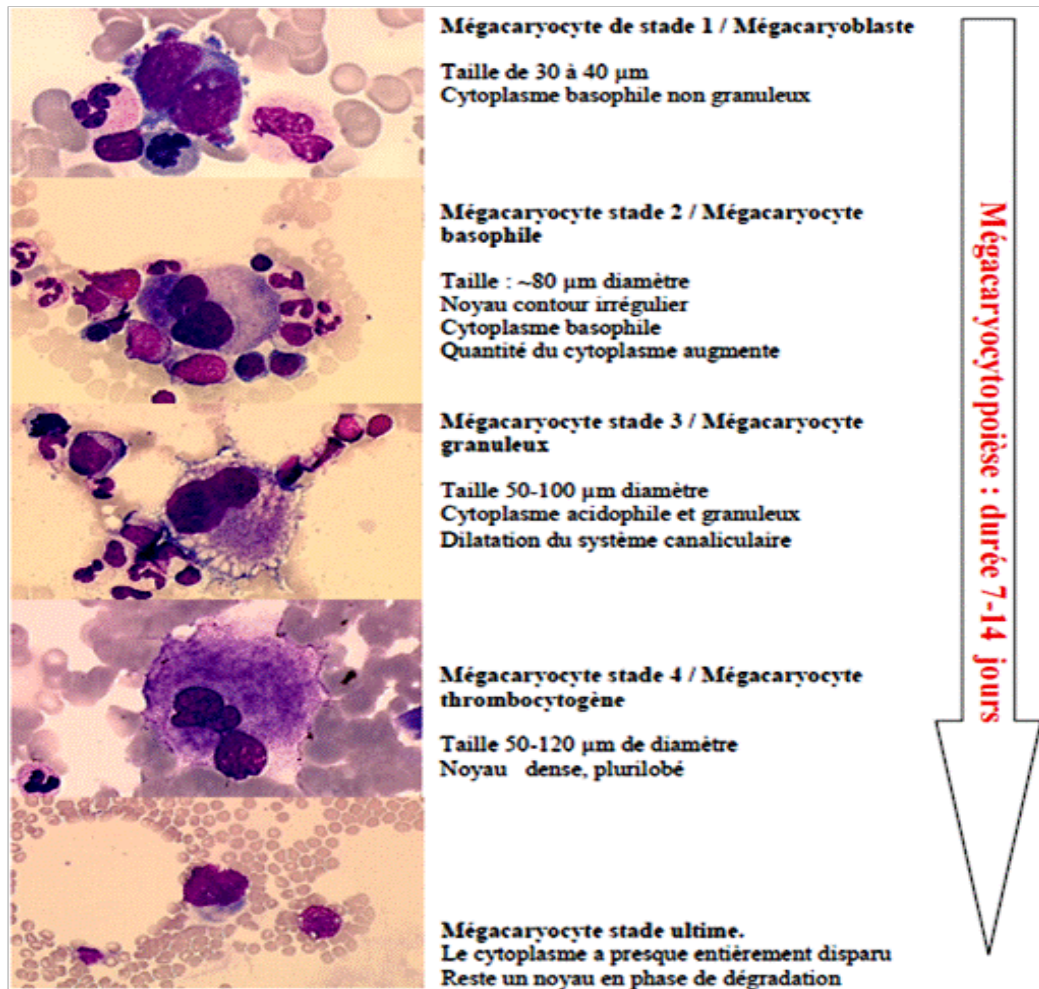 Mégacaryocyte de stade 1 / Mégacaryoblaste
Taille de 30 à 40 µm
Cytoplasme basophile non granuleux
Mégacaryocyte stade 2 / Mégacaryocyte
basophile
Taille : ~80 µm diamètre
Noyau contour irrégulier
Cytoplasme basophile
Quantité du cytoplasme augmente
Mégacaryocyte stade 3 / Mégacaryocyte
granuleux
Taille 50-100 µm diamètre
Cytoplasme acidophile et granuleux
Dilatation du système canaliculaire
Mégacaryocyte stade 4 / Mégacaryocyte
thrombocytogène
Taille 50-120 µm de diamètre
Noyau dense, plurilobé
Mégacaryocyte stade ultime.
Le cytoplasme a presque entièrement disparu
Reste un noyau en phase de dégradation
Mégacaryocytopoièse : durée 7-14 jours